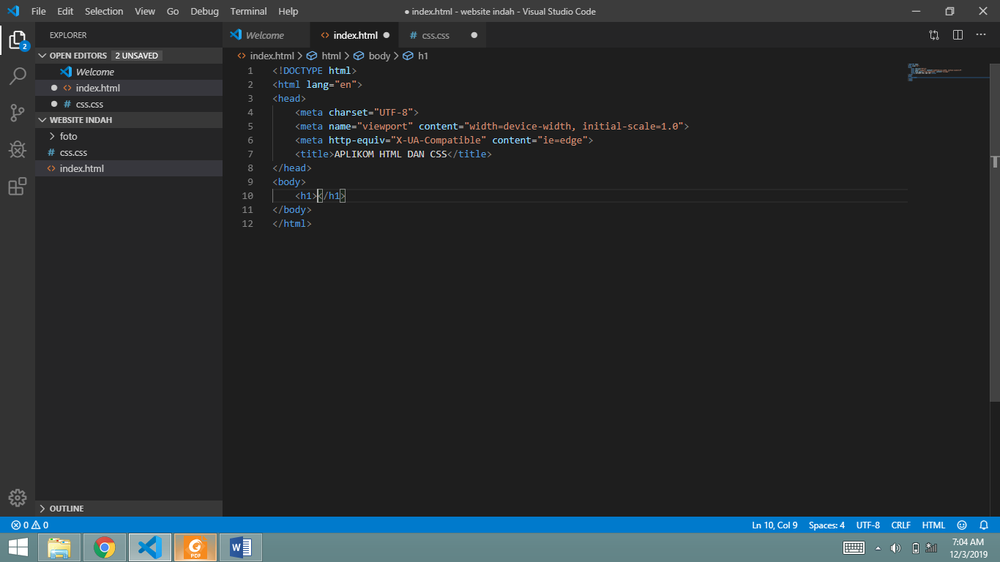 File Edit Selection View Go Debug Terminal Help
● index.html - website indah - Visual Studio Code
2
EXPLORER
OPEN EDITORS 2 UNSAVED
Welcome
index.html
# css.css
WEBSITE INDAH
foto
# css.css
index.html
OUTLINE
Welcome index.html # css.css
index.html > html > body > h1
1 <!DOCTYPE html>
2 <html lang="en">
3 <head>
4 <meta charset="UTF-8">
5 <meta name="viewport" content="width=device-width, initial-scale=1.0">
6 <meta http-equiv="X-UA-Compatible" content="ie=edge">
7 <title>APLIKOM HTML DAN CSS</title>
8 </head>
9 <body>
10 <h1></h1>
11 </body>
12 </html>
0 0 Ln 10, Col 9 Spaces: 4 UTF-8 CRLF HTML
PDF
7:04 AM
12/3/2019